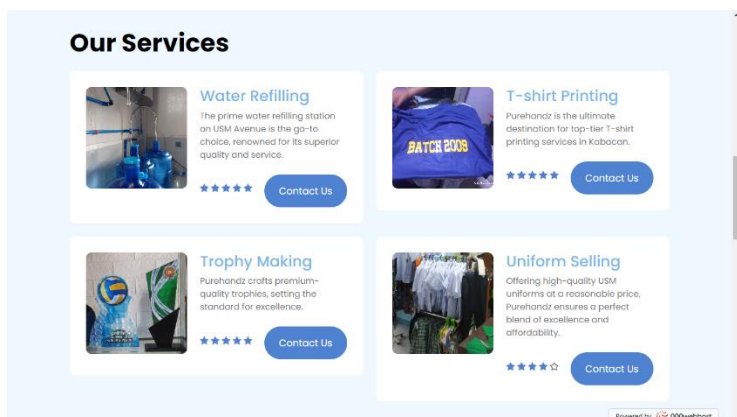 Our Services
Water Refilling
The prime water refilling station
on USM Avenue is the go-to
choice, renowned for its superior
quality and service.
Contact Us
T-shirt Printing
Purehandz is the ultimate
destination for top-tier T-shirt
printing services in Kabacan.
Contact Us
BATCH 2009
Trophy Making
Purehandz crafts premium-
quality trophies, setting the
standard for excellence.
Contact Us
Uniform Selling
Offering high-quality USM
uniforms at a reasonable price,
Purehandz ensures a perfect
blend of excellence and
affordability.
Contact Us
Powered by 000webhost